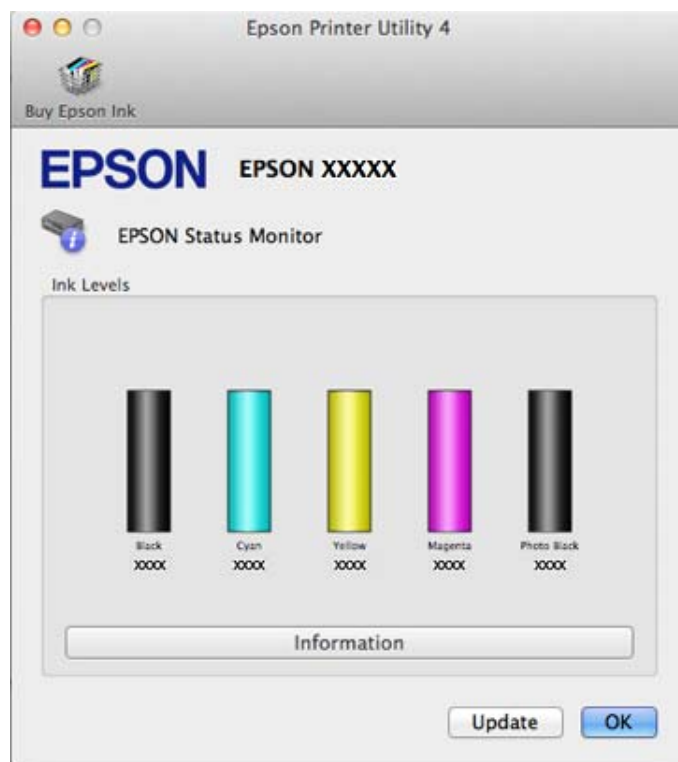 Epson Printer Utility 4
Buy Epson Ink
EPSON EPSON XXXXX
EPSON Status Monitor
Ink Levels
Black Cyan Yellow Magenta Photo Black
XXXX XXXX XXXX XXXX XXXX
Information
Update OK